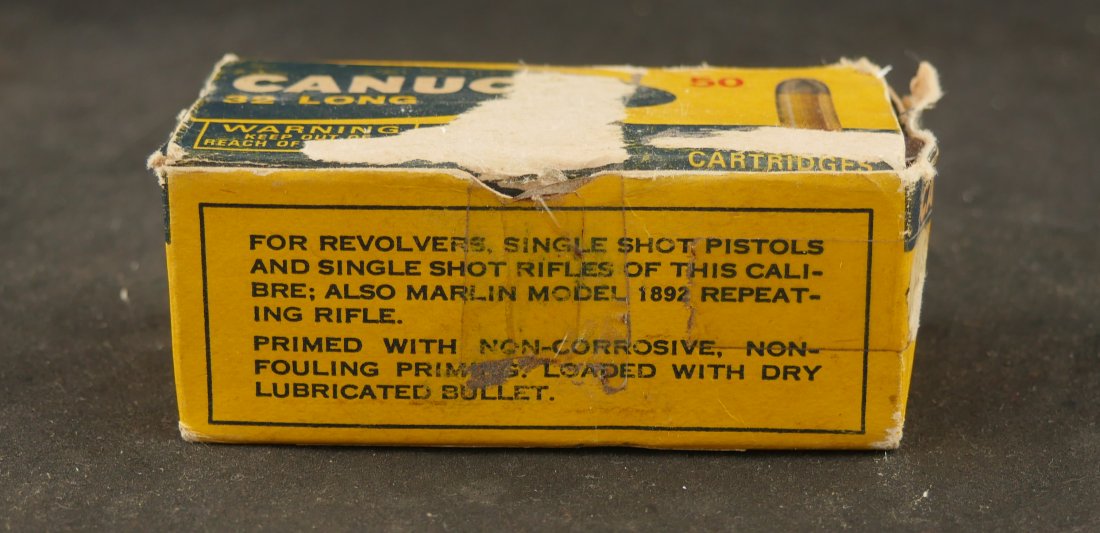 CANUC
50
32 LONG
WARNING
KEEP OUT OF
REACH OF
CARTRIDGES
FOR REVOLVERS, SINGLE SHOT PISTOLS
AND SINGLE SHOT RIFLES OF THIS CALI-
BRE; ALSO MARLIN MODEL 1892 REPEAT-
ING RIFLE.
PRIMED WITH NON-CORROSIVE, NON-
FOULING PRIMERS. LOADED WITH DRY
LUBRICATED BULLET.